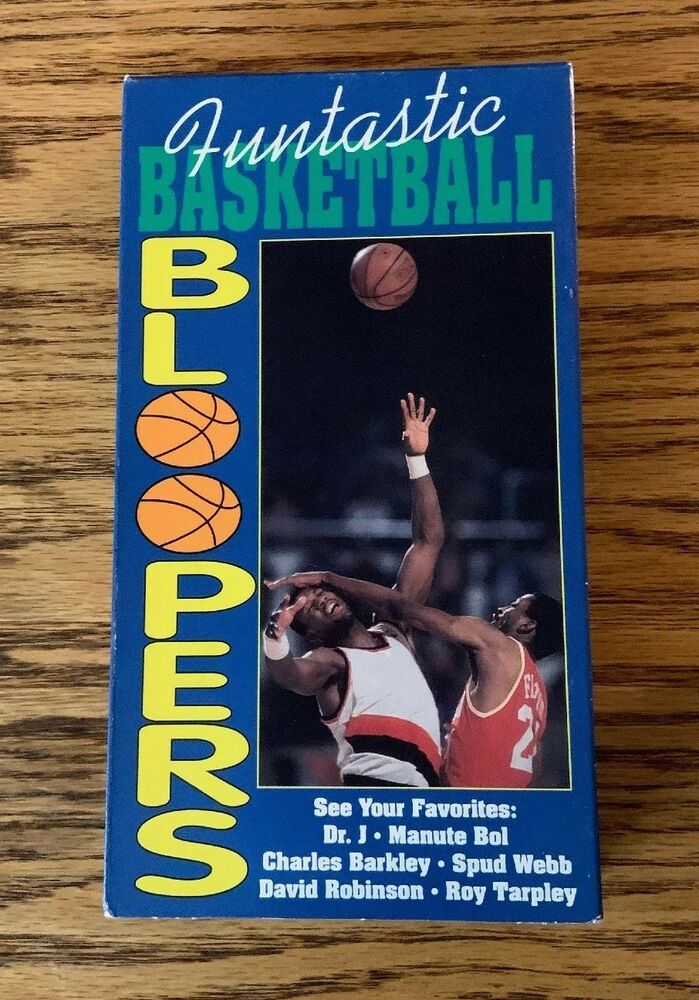 Funtastic
BASKETBALL
BLOOPERS
See Your Favorites:
Dr. J • Manute Bol
Charles Barkley • Spud Webb
David Robinson • Roy Tarpley